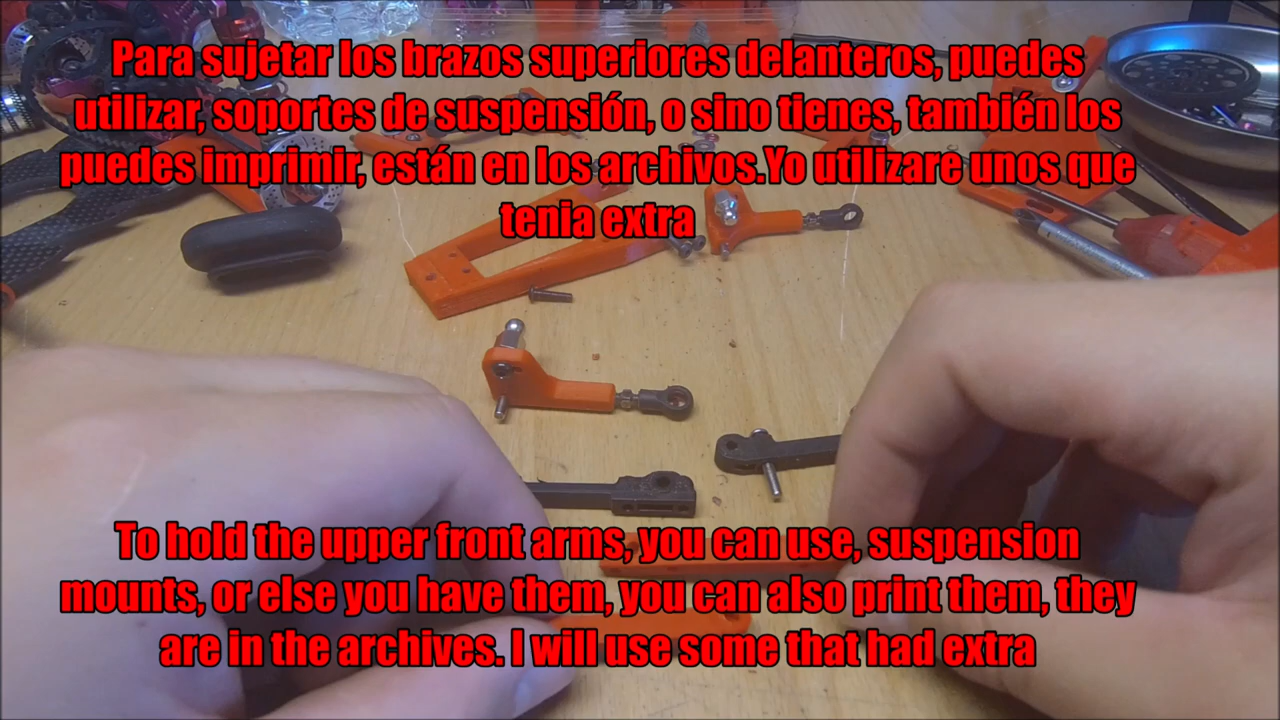 Para sujetar los brazos superiores delanteros, puedes
utilizar, soportes de suspensión, o sino tienes, también los
puedes imprimir, están en los archivos.Yo utilizare unos que
tenia extra
To hold the upper front arms, you can use, suspension
mounts, or else you have them, you can also print them, they
are in the archives. I will use some that had extra